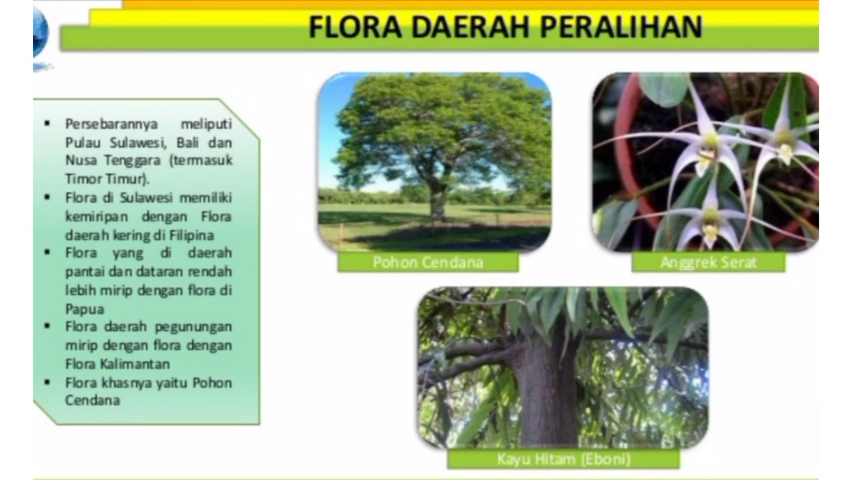 FLORA DAERAH PERALIHAN
▪ Persebarannya meliputi
Pulau Sulawesi, Bali dan
Nusa Tenggara (termasuk
Timor Timur).
▪ Flora di Sulawesi memiliki
kemiripan dengan Flora
daerah kering di Filipina
▪ Flora yang di daerah
pantai dan dataran rendah
lebih mirip dengan flora di
Papua
▪ Flora daerah pegunungan
mirip dengan flora dengan
Flora Kalimantan
▪ Flora khasnya yaitu Pohon
Cendana
Pohon Cendana
Anggrek Serat
Kayu Hitam (Eboni)